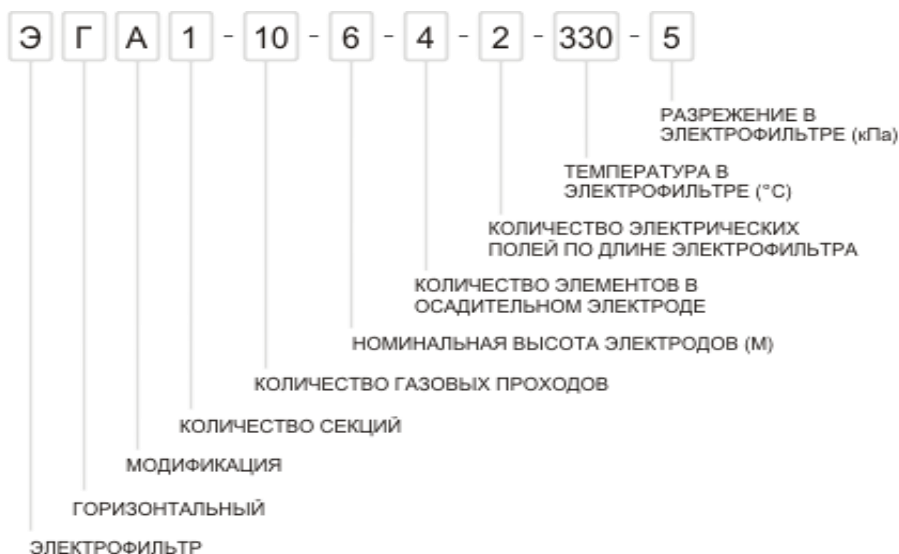 ЭГА1 - 10 - 6 - 4 - 2 - 330 - 5
РАЗРЕЖЕНИЕ В
ЭЛЕКТРОФИЛЬТРЕ (кПа)
ТЕМПЕРАТУРА В
ЭЛЕКТРОФИЛЬТРЕ (°C)
КОЛИЧЕСТВО ЭЛЕКТРИЧЕСКИХ
ПОЛЕЙ ПО ДЛИНЕ ЭЛЕКТРОФИЛЬТРА
КОЛИЧЕСТВО ЭЛЕМЕНТОВ В
ОСАДИТЕЛЬНОМ ЭЛЕКТРОДЕ
НОМИНАЛЬНАЯ ВЫСОТА ЭЛЕКТРОДОВ (М)
КОЛИЧЕСТВО ГАЗОВЫХ ПРОХОДОВ
КОЛИЧЕСТВО СЕКЦИЙ
МОДИФИКАЦИЯ
ГОРИЗОНТАЛЬНЫЙ
ЭЛЕКТРОФИЛЬТР